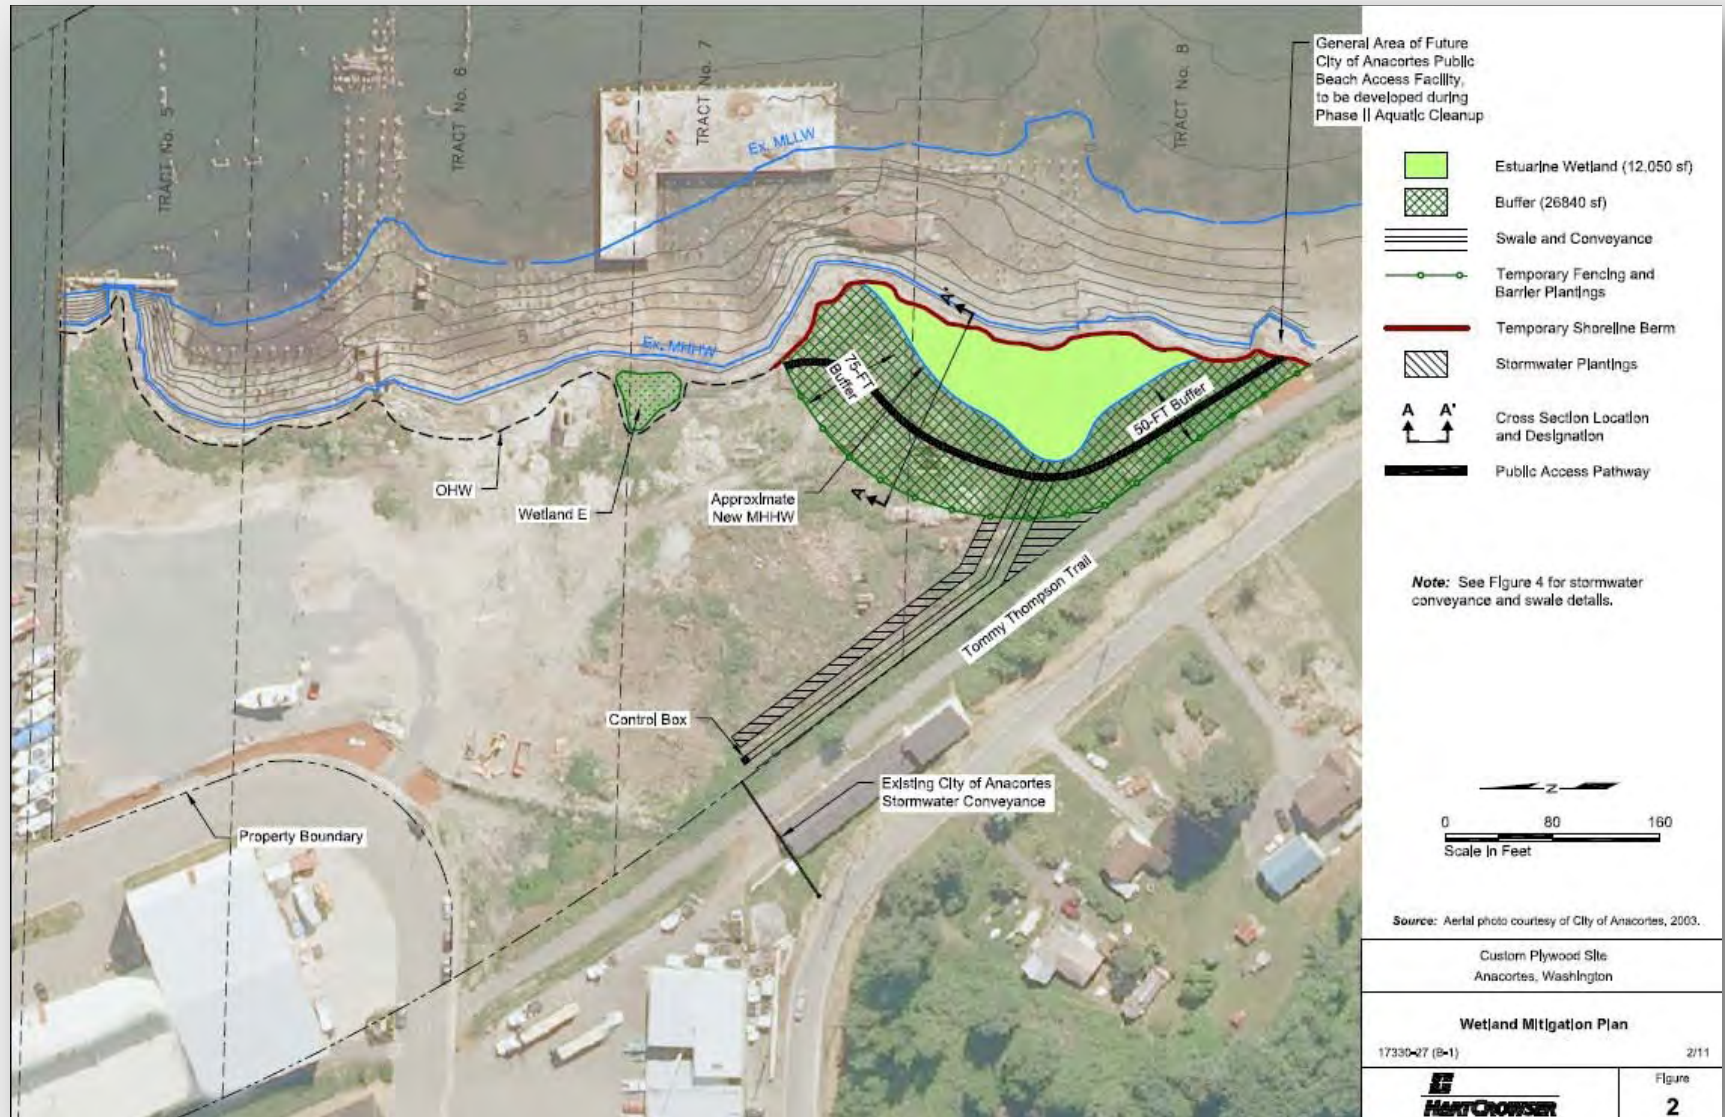 TRACT No. 5
TRACT No. 6
TRACT No. 7
TRACT No. 8
Ex. MLLW
Ex. MHHW
0
5
1
A'
A
75-FT
Buffer
50-FT Buffer
OHW
Wetland E
Approximate
New MHHW
Tommy Thompson Trail
Control Box
Existing City of Anacortes
Stormwater Conveyance
Property Boundary
General Area of Future
City of Anacortes Public
Beach Access Facility,
to be developed during
Phase II Aquatic Cleanup
Estuarine Wetland (12,050 sf)
Buffer (26840 sf)
Swale and Conveyance
Temporary Fencing and
Barrier Plantings
Temporary Shoreline Berm
Stormwater Plantings
A A'
Cross Section Location
and Designation
Public Access Pathway
Note: See Figure 4 for stormwater
conveyance and swale details.
N
0 80 160
Scale in Feet
Source: Aerial photo courtesy of City of Anacortes, 2003.
Custom Plywood Site
Anacortes, Washington
Wetland Mitigation Plan
17330-27 (B-1) 2/11
HARTCROWSER
Figure
2